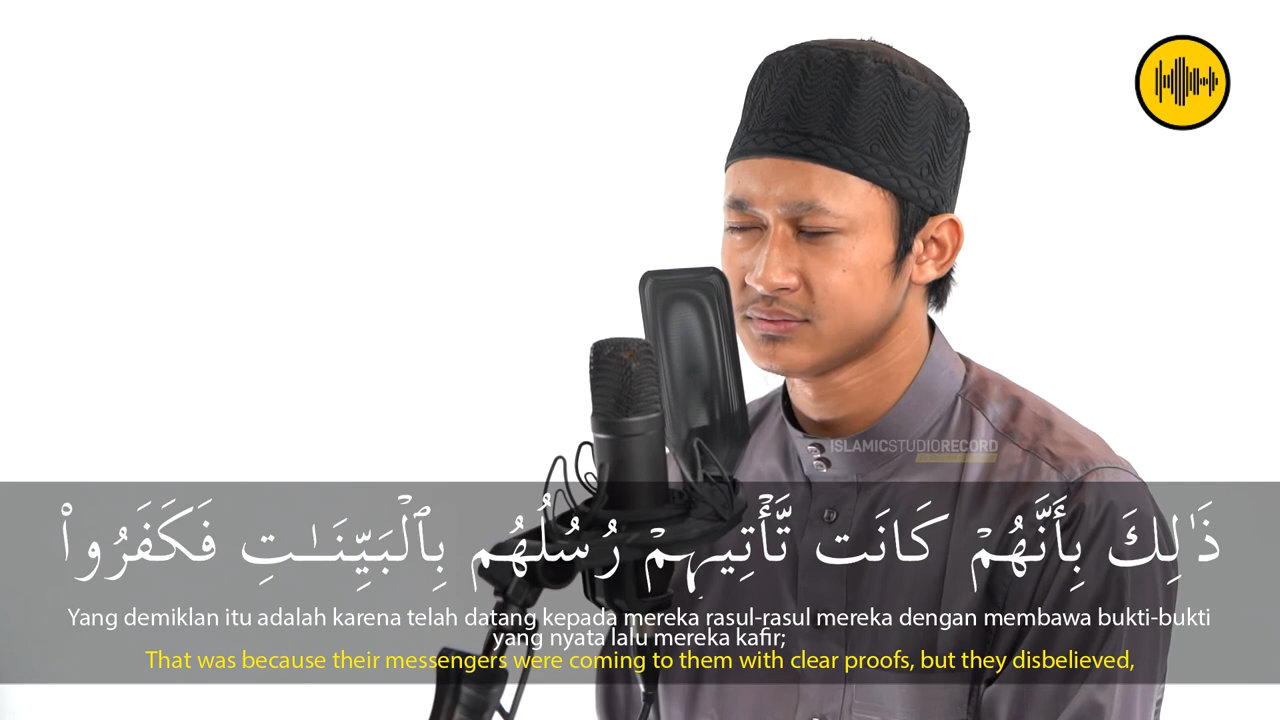 ISLAMICSTUDIORECORD
ذَٰلِكَ بِأَنَّهُمْ كَانَت تَّأْتِيهِمْ رُسُلُهُم بِٱلْبَيِّنَـٰتِ فَكَفَرُوا۟
Yang demiklan itu adalah karena telah datang kepada mereka rasul-rasul mereka dengan membawa bukti-bukti
yang nyata lalu mereka kafir;
That was because their messengers were coming to them with clear proofs, but they disbelieved,